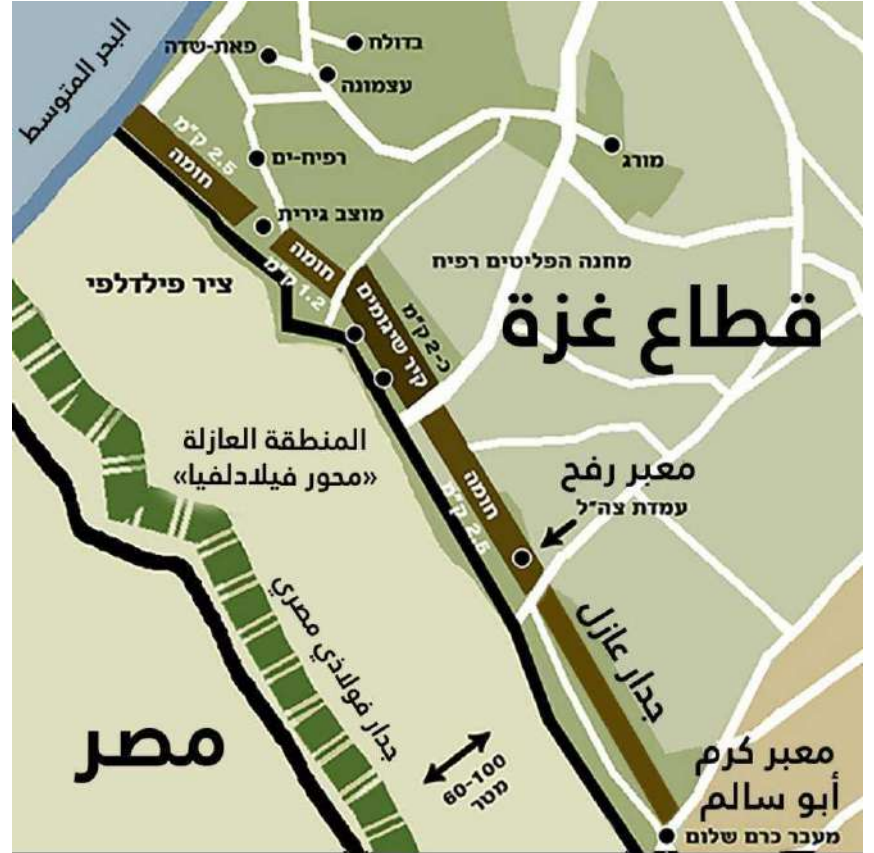 البحر المتوسط
בדולח
פאת-שדה
עצמונה
מורג
רפיח-ים
2.5 ק"מ
חומה
מוצב גירית
חומה
1.2 ק"מ
ציר פילדלפי
מחנה הפליטים רפיח
כ-2 ק"מ
קיר שיגומים
قطاع غزة
المنطقة العازلة
«محور فيلادلفيا»
معبر رفح
עמדת צה"ל
חומה
2.5 ק"מ
جدار عازل
جدار فولاذي مصري
مصر
60-100
מטר
معبر كرم
أبو سالم
מעבר כרם שלום